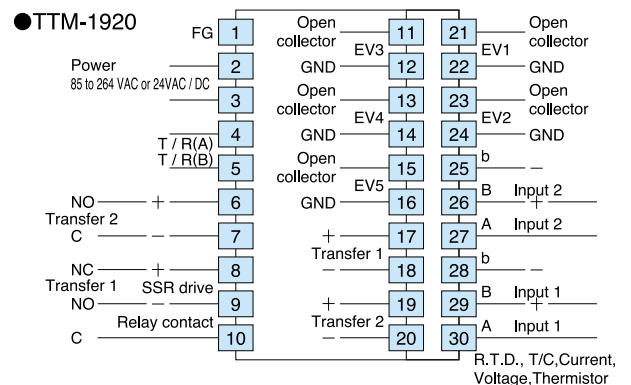 ●TTM-1920
FG 1
Power 2
85 to 264 VAC or 24VAC / DC
3
4
T / R(A)
T / R(B) 5
NO + 6
Transfer 2
C – 7
NC + 8
Transfer 1 SSR drive
NO – 9
Relay contact
C 10
Open collector 11
EV3
GND 12
Open collector 13
EV4
GND 14
Open collector 15
EV5
GND 16
+ 17
Transfer 1
– 18
+ 19
Transfer 2
– 20
21 Open collector
EV1
22 GND
23 Open collector
EV2
24 GND
25 b –
26 B Input 2 +
27 A Input 2
28 b –
29 B Input 1 +
30 A Input 1
R.T.D., T/C,Current,
Voltage,Thermistor